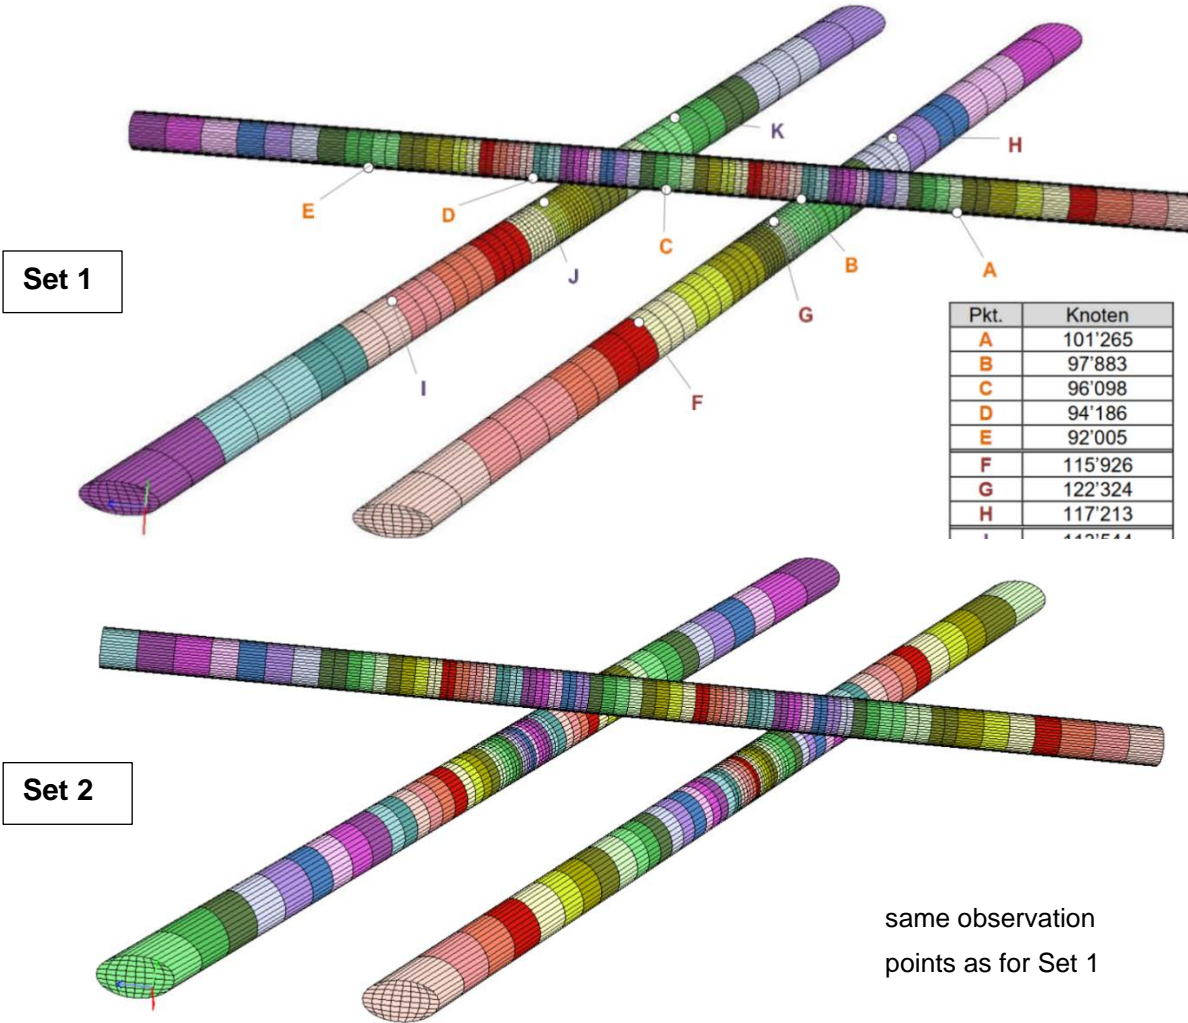 K
H
E
D
C
J
B
A
G
I
F
Set 1
Pkt. Knoten
A 101’265
B 97’883
C 96’098
D 94’186
E 92’005
F 115’926
G 122’324
H 117’213
Set 2
same observation
points as for Set 1